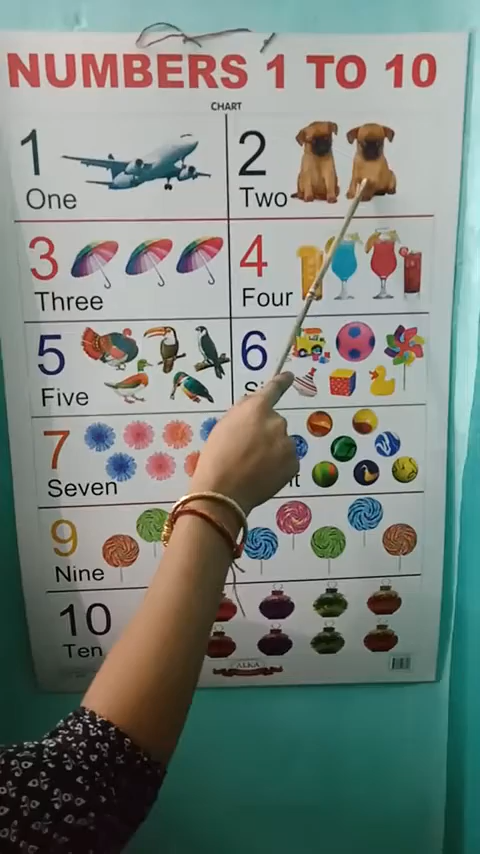 NUMBERS 1 TO 10
CHART
1
One
2
Two
3
Three
4
Four
5
Five
6
7
Seven
9
Nine
10
Ten
ALKA